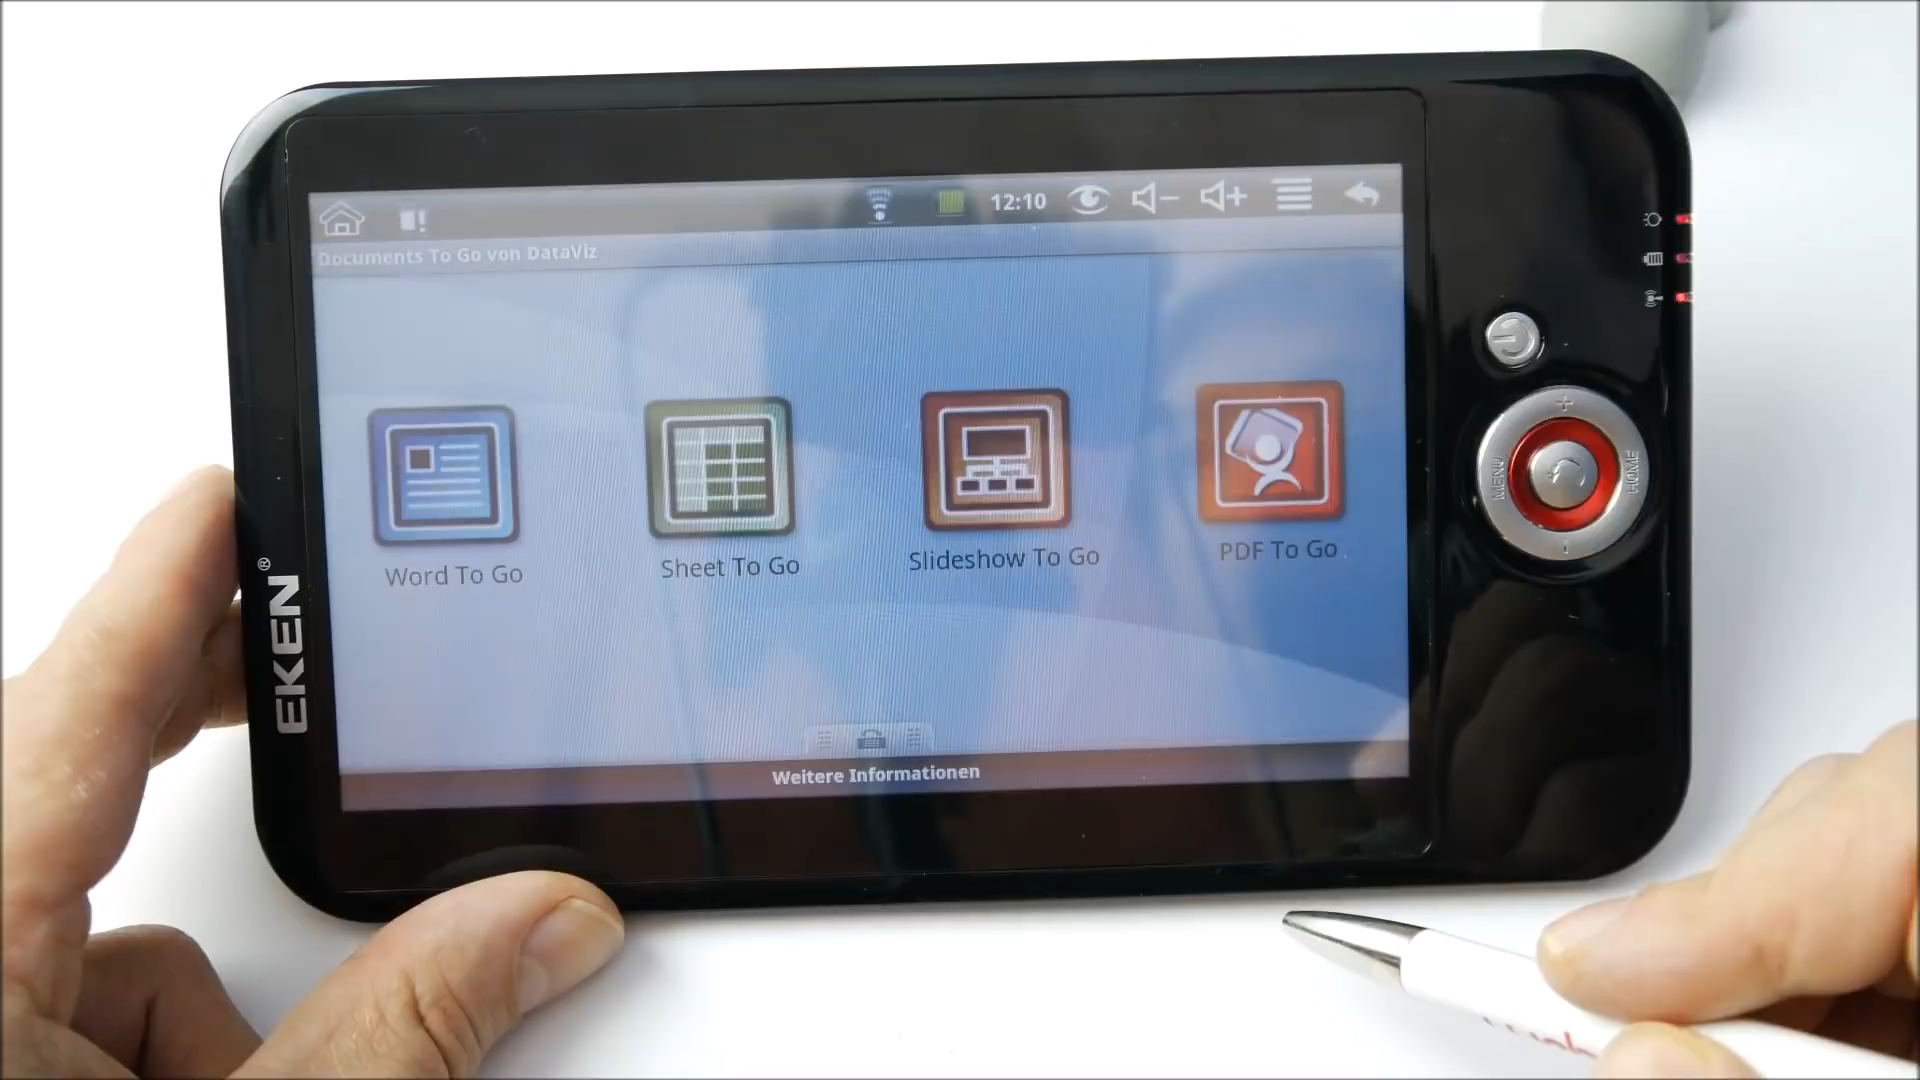 12:10
Documents To Go von DataViz
Word To Go
Sheet To Go
Slideshow To Go
PDF To Go
Weitere Informationen
EKEN®
+
MENU
HOME
-